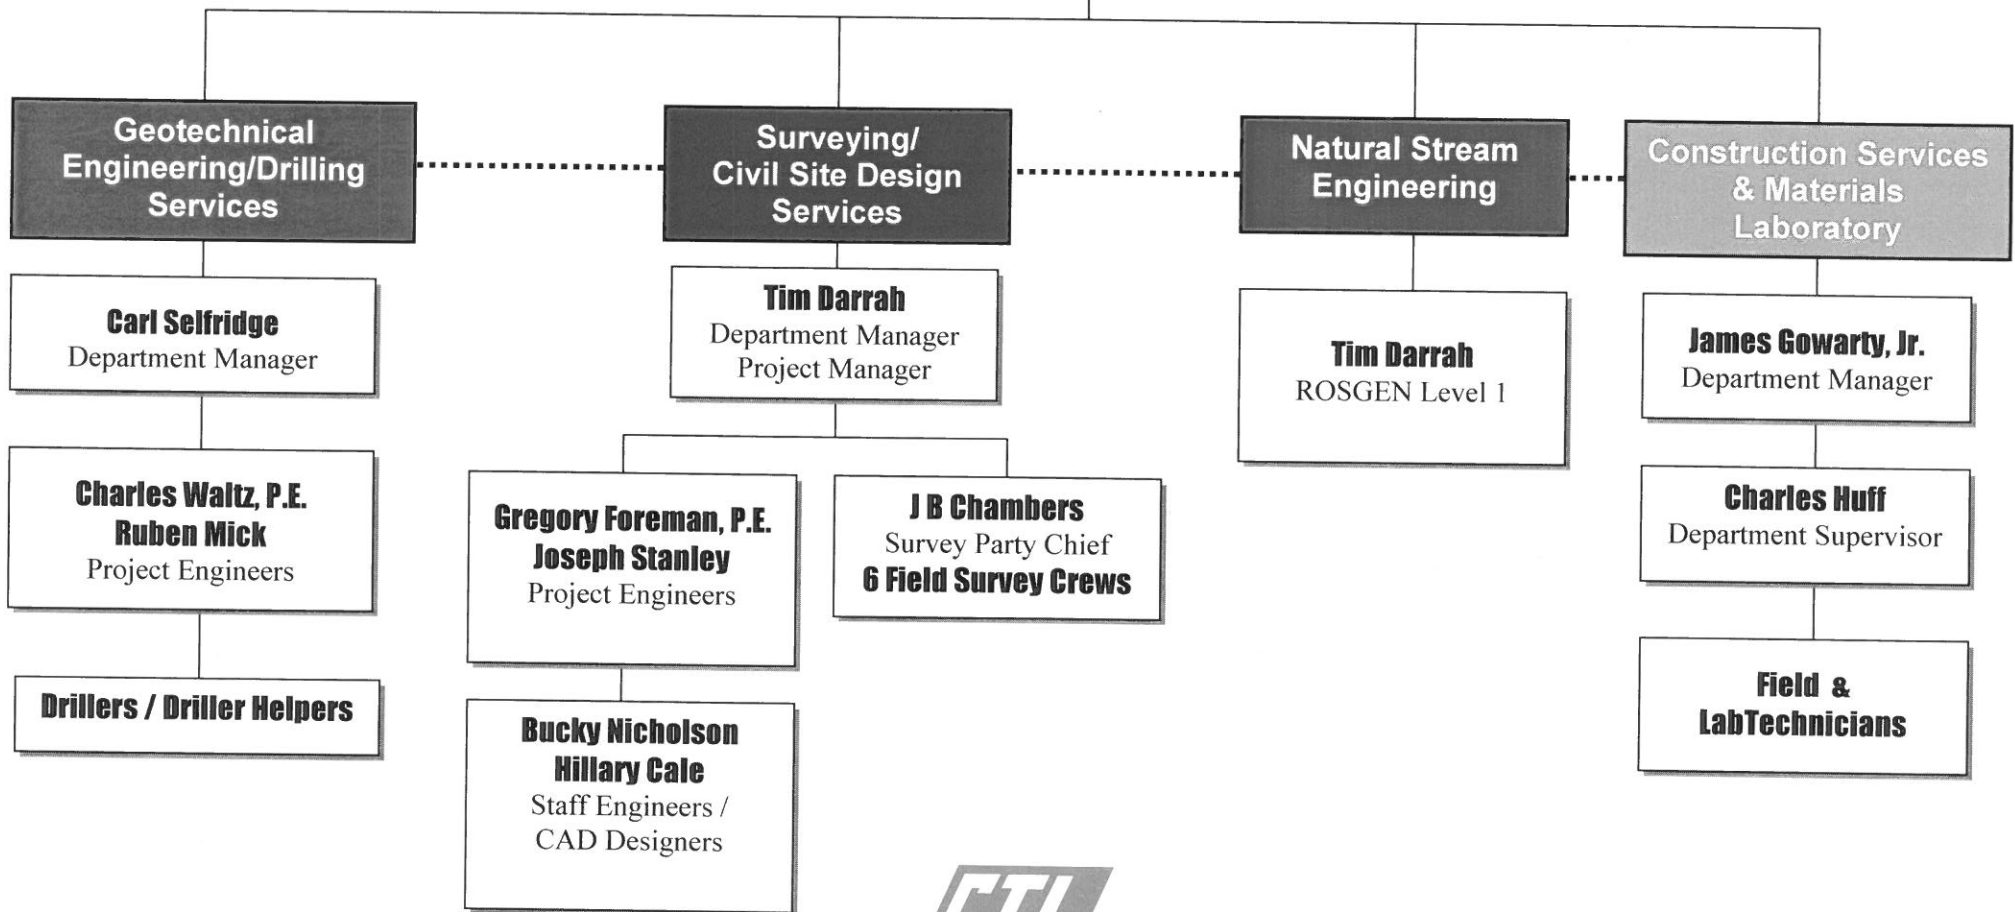 Geotechnical
Engineering/Drilling
Services
Surveying/
Civil Site Design
Services
Natural Stream
Engineering
Construction Services
& Materials
Laboratory
Carl Selfridge
Department Manager
Charles Waltz, P.E.
Ruben Mick
Project Engineers
Drillers / Driller Helpers
Tim Darrah
Department Manager
Project Manager
Gregory Foreman, P.E.
Joseph Stanley
Project Engineers
Bucky Nicholson
Hillary Cale
Staff Engineers /
CAD Designers
J B Chambers
Survey Party Chief
6 Field Survey Crews
Tim Darrah
ROSGEN Level 1
James Gowarty, Jr.
Department Manager
Charles Huff
Department Supervisor
Field &
LabTechnicians